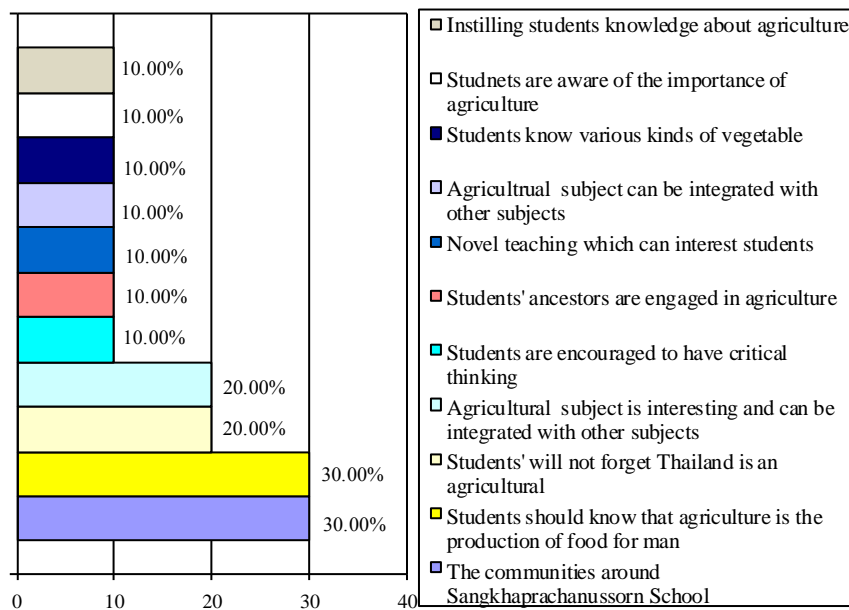 10.00%
10.00%
10.00%
10.00%
10.00%
10.00%
10.00%
20.00%
20.00%
30.00%
30.00%
0 10 20 30 40
Instilling students knowledge about agriculture
Studnets are aware of the importance of
agriculture
Students know various kinds of vegetable
Agricultrual subject can be integrated with
other subjects
Novel teaching which can interest students
Students' ancestors are engaged in agriculture
Students are encouraged to have critical
thinking
Agricultural subject is interesting and can be
integrated with other subjects
Students' will not forget Thailand is an
agricultural
Students should know that agriculture is the
production of food for man
The communities around
Sangkhaprachanussorn School